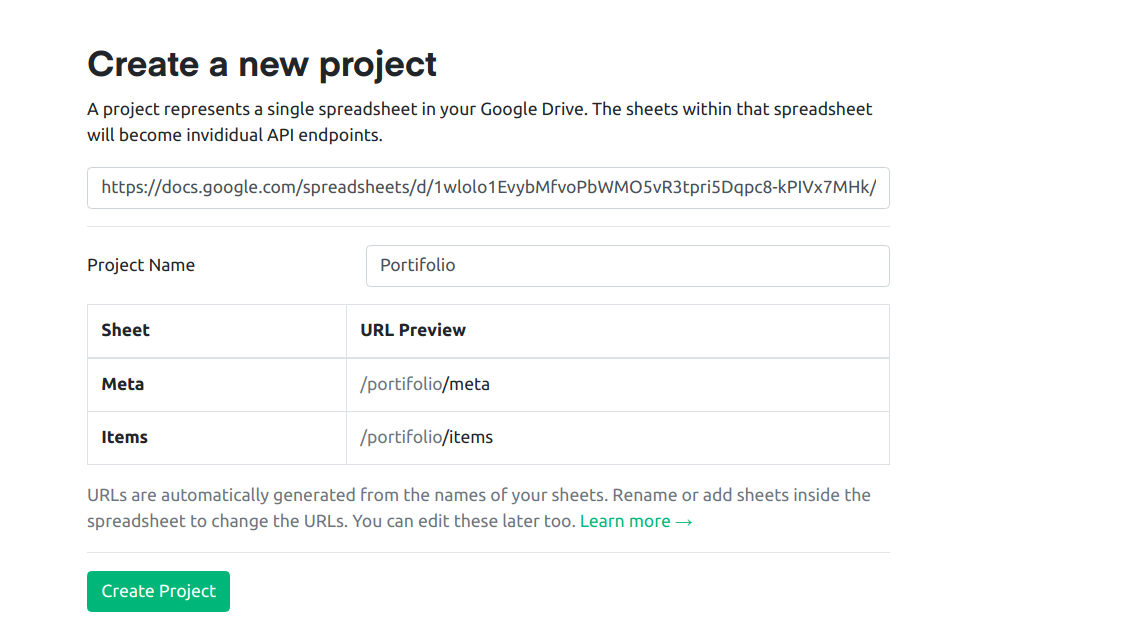 Create a new project
A project represents a single spreadsheet in your Google Drive. The sheets within that spreadsheet
will become invididual API endpoints.
https://docs.google.com/spreadsheets/d/1wlolo1EvybMfvoPbWMO5vR3tpri5Dqpc8-kPIVx7MHk/
Project Name
Portifolio
Sheet URL Preview
Meta /portifolio/meta
Items /portifolio/items
URLs are automatically generated from the names of your sheets. Rename or add sheets inside the
spreadsheet to change the URLs. You can edit these later too. Learn more →
Create Project